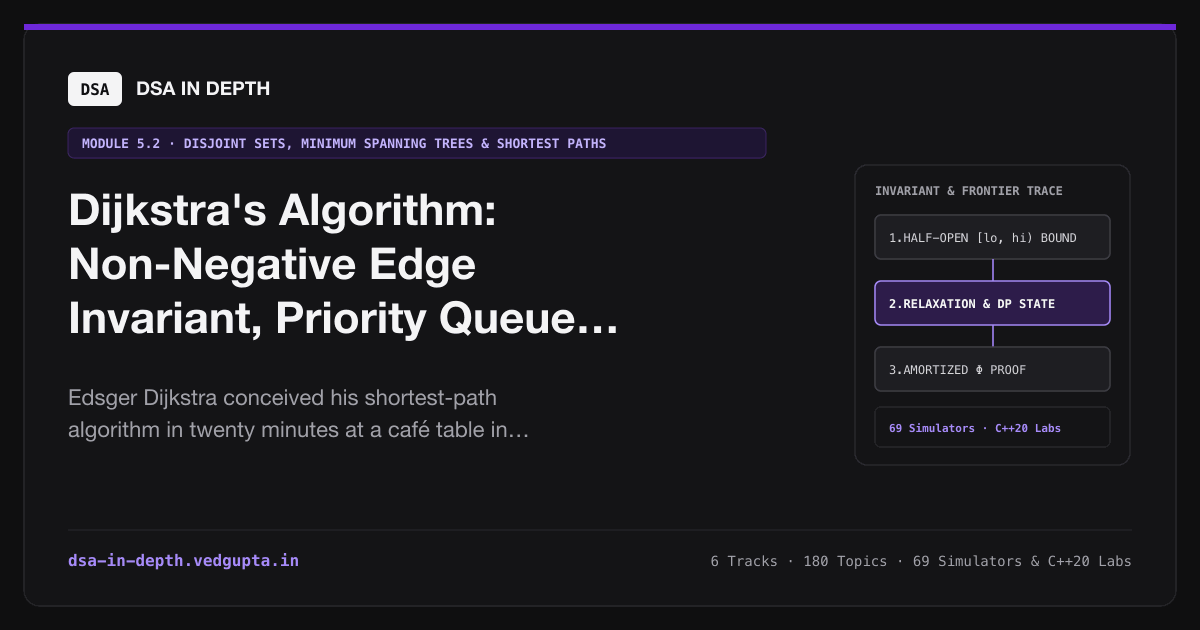 DSA
DSA IN DEPTH
MODULE 5.2 · DISJOINT SETS, MINIMUM SPANNING TREES & SHORTEST PATHS
Dijkstra's Algorithm:
Non-Negative Edge
Invariant, Priority Queue…
Edsger Dijkstra conceived his shortest-path
algorithm in twenty minutes at a café table in…
INVARIANT & FRONTIER TRACE
1.HALF-OPEN [lo, hi) BOUND
2.RELAXATION & DP STATE
3.AMORTIZED Φ PROOF
69 Simulators · C++20 Labs
dsa-in-depth.vedgupta.in
6 Tracks · 180 Topics · 69 Simulators & C++20 Labs